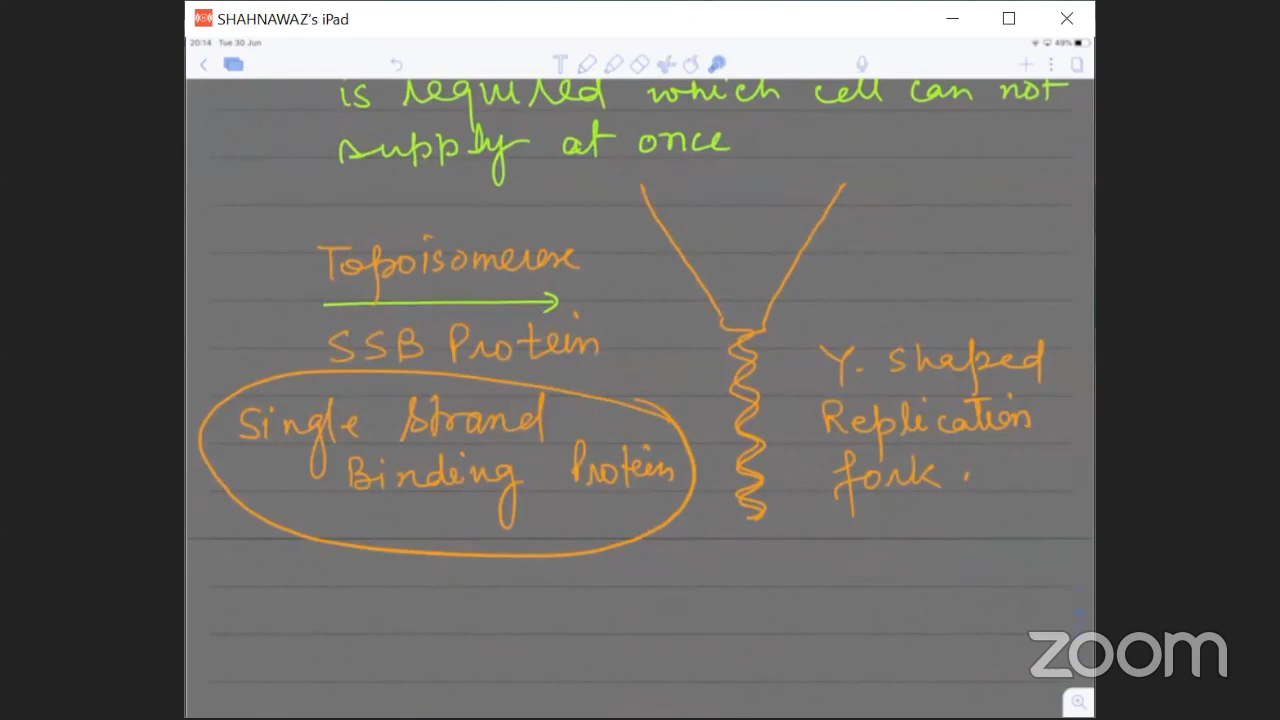 SHAHNAWAZ's iPad
20:14 Tue 30 Jun
49%
is required which cell can not
supply at once
Topoisomerase
SSB Protein
Single Strand
Binding Protein
Y. Shaped
Replication
fork.
zoom